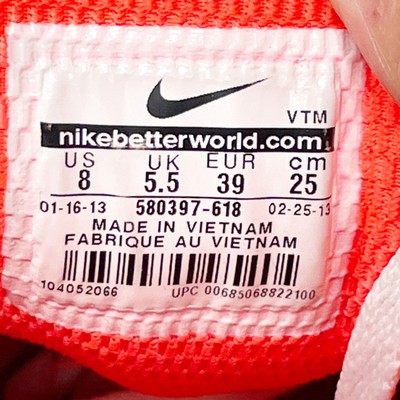 VTM
nikebetterworld.com
US UK EUR cm
8 5.5 39 25
01-16-13 580397-618 02-25-13
MADE IN VIETNAM
FABRIQUE AU VIETNAM
104052066 UPC 00685068822100